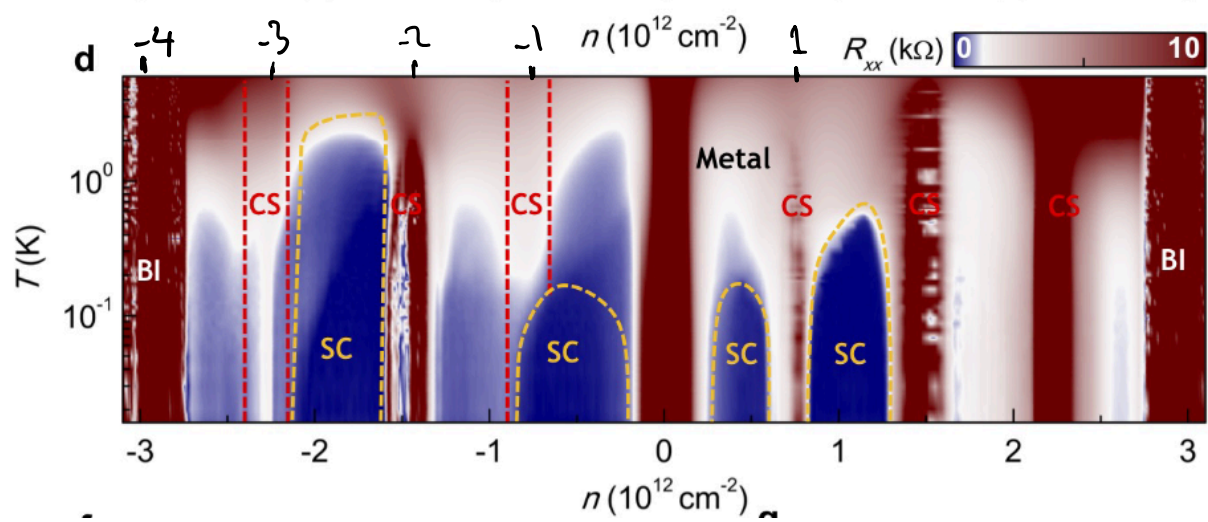 -4 -3 -2 -1 n (10¹² cm⁻²) 1 Rxx (kΩ) 0 10
d
10⁰ Metal
CS CS CS CS CS CS
T (K) BI BI
10⁻¹
SC SC SC SC
-3 -2 -1 0 1 2 3
n (10¹² cm⁻²)